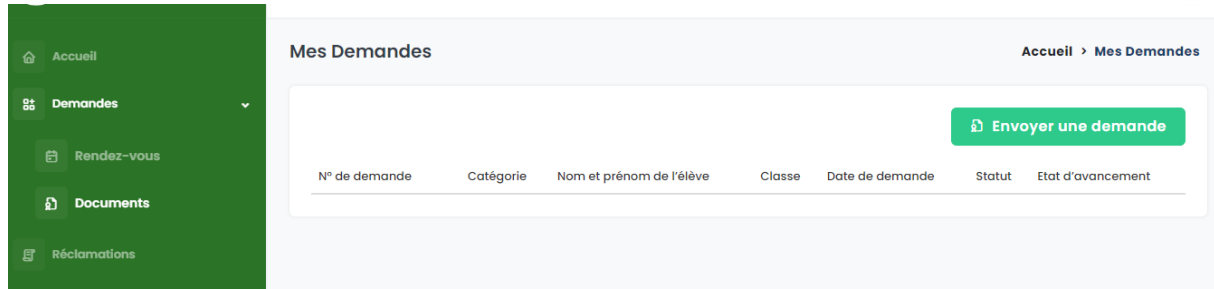 Accueil
Demandes
Rendez-vous
Documents
Réclamations
Mes Demandes
Accueil > Mes Demandes
Envoyer une demande
N° de demande Catégorie Nom et prénom de l'élève Classe Date de demande Statut Etat d'avancement